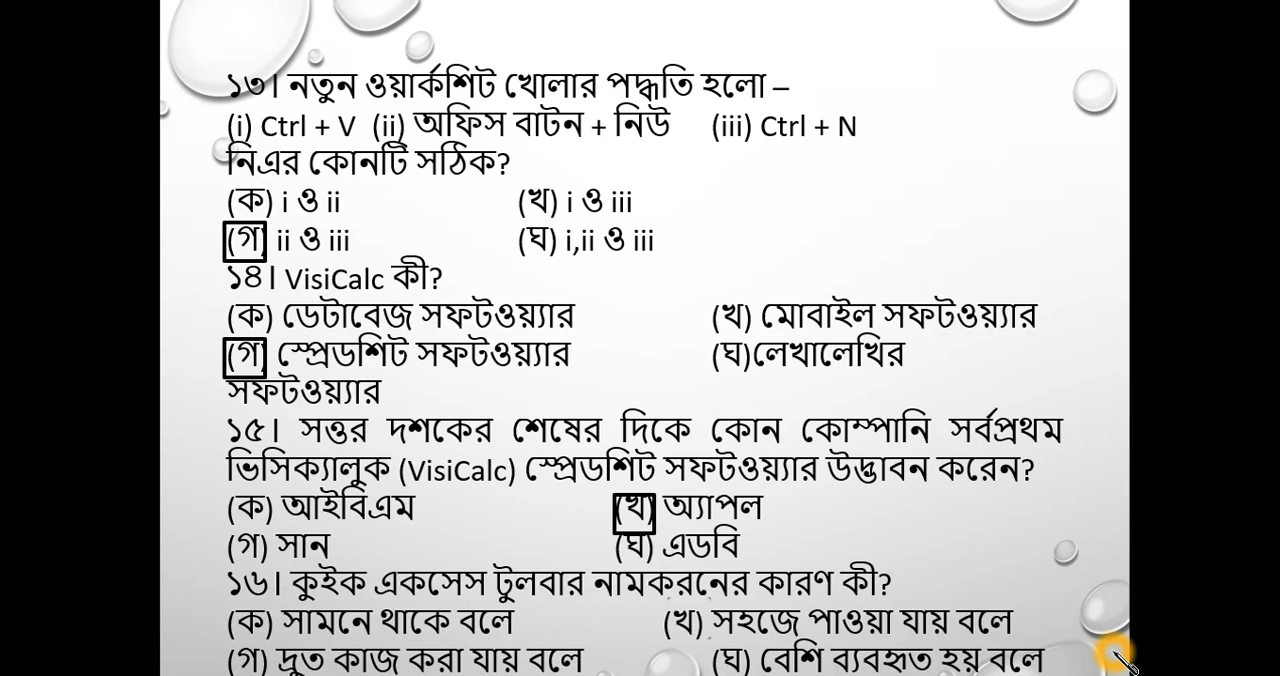 ১৩। নতুন ওয়ার্কশিট খোলার পদ্ধতি হলো –
(i) Ctrl + V (ii) অফিস বাটন + নিউ (iii) Ctrl + N
নিএর কোনটি সঠিক?
(ক) i ও ii (খ) i ও iii
(গ) ii ও iii (ঘ) i,ii ও iii
১৪। VisiCalc কী?
(ক) ডেটাবেজ সফটওয়্যার (খ) মোবাইল সফটওয়্যার
(গ) স্প্রেডশিট সফটওয়্যার (ঘ)লেখালেখির
সফটওয়্যার
১৫। সত্তর দশকের শেষের দিকে কোন কোম্পানি সর্বপ্রথম
ভিসিক্যালুক (VisiCalc) স্প্রেডশিট সফটওয়্যার উদ্ভাবন করেন?
(ক) আইবিএম (খ) অ্যাপল
(গ) সান (ঘ) এডবি
১৬। কুইক একসেস টুলবার নামকরনের কারণ কী?
(ক) সামনে থাকে বলে (খ) সহজে পাওয়া যায় বলে
(গ) দ্রুত কাজ করা যায় বলে (ঘ) বেশি ব্যবহৃত হয় বলে